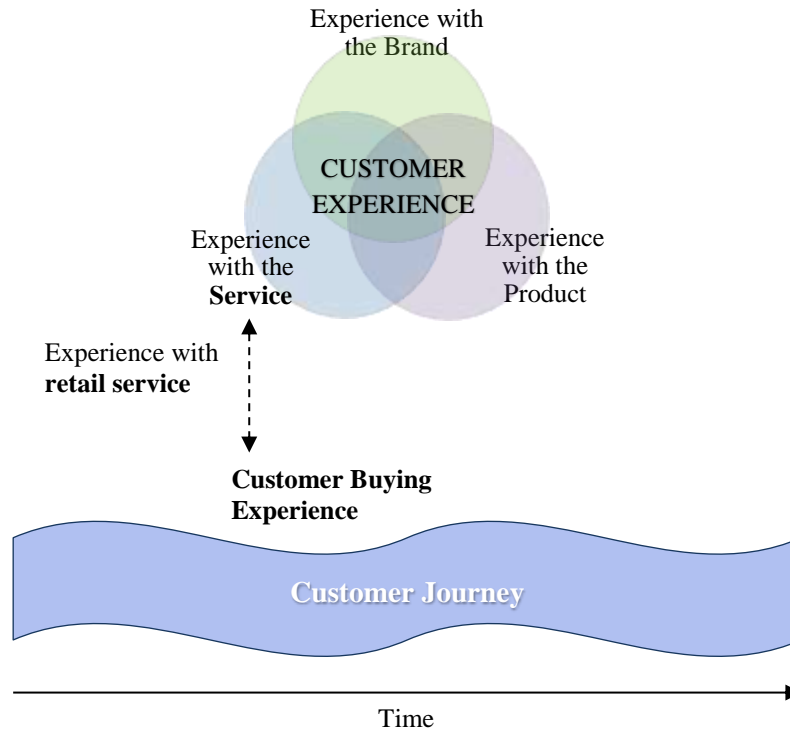 Experience with
the Brand
CUSTOMER
EXPERIENCE
Experience
with the
Service
Experience
with the
Product
Experience with
retail service
Customer Buying
Experience
Customer Journey
Time